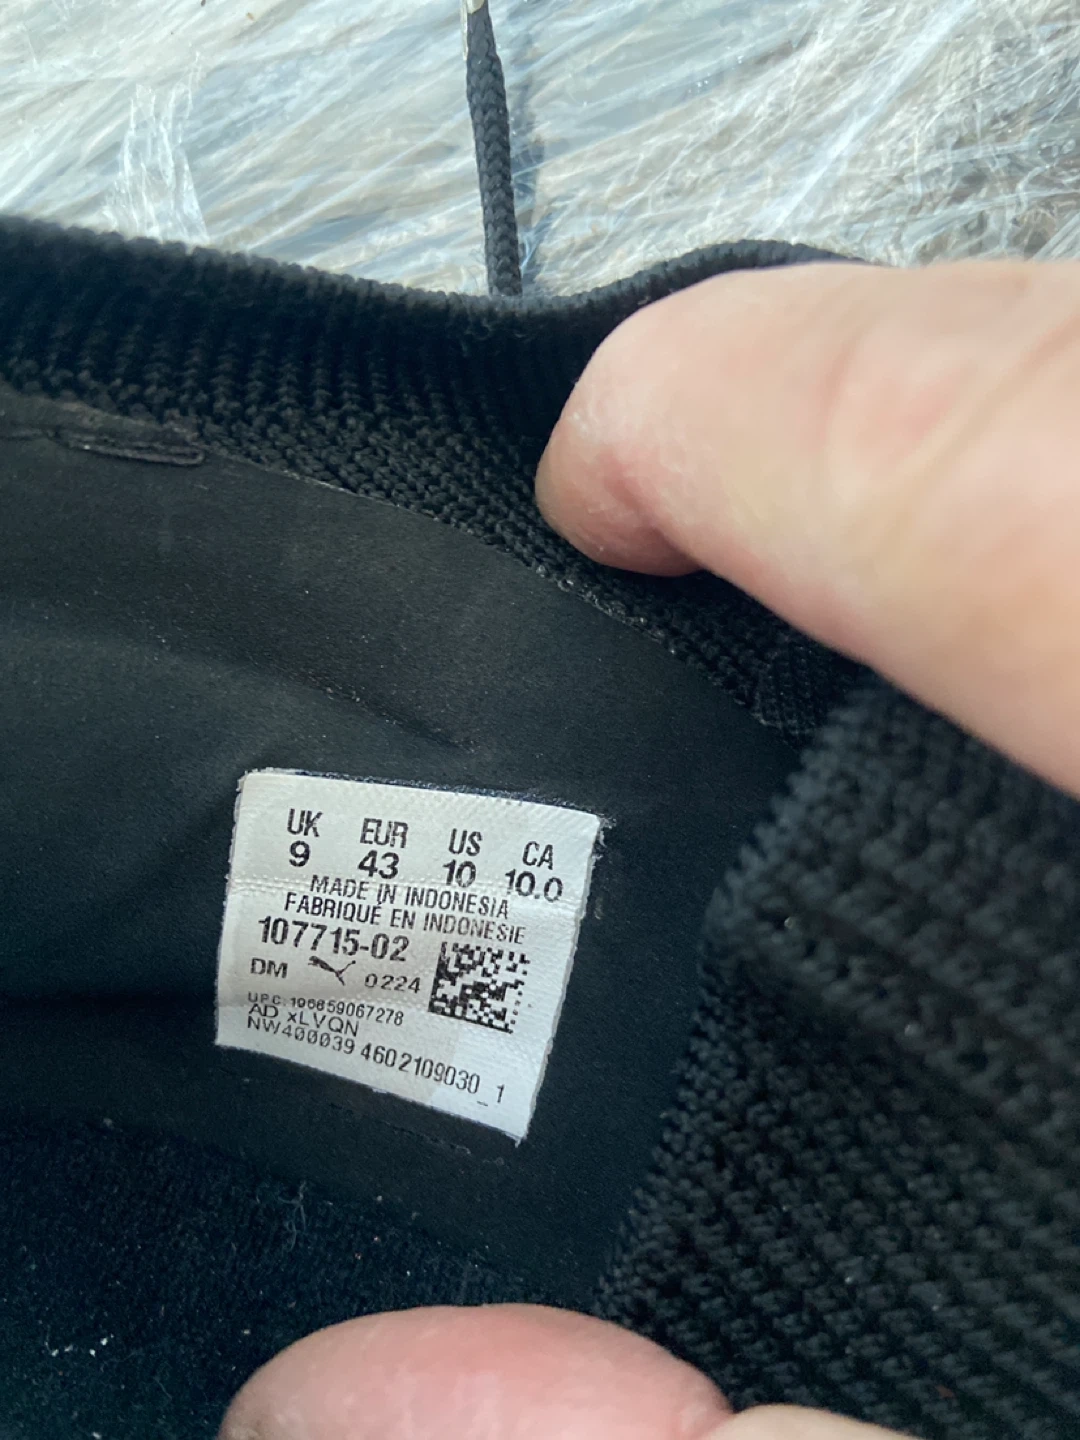 UK EUR US CA
9 43 10 10.0
MADE IN INDONESIA
FABRIQUÉ EN INDONESIE
107715-02
DM 0224
UPC: 196659067278
AD xLVQN
NW400039 4602109030_1